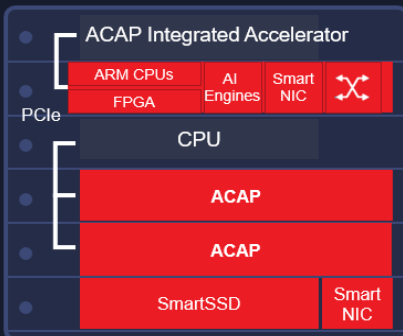 ACAP Integrated Accelerator
ARM CPUs
FPGA
AI
Engines
Smart
NIC
PCIe
CPU
ACAP
ACAP
SmartSSD
Smart
NIC